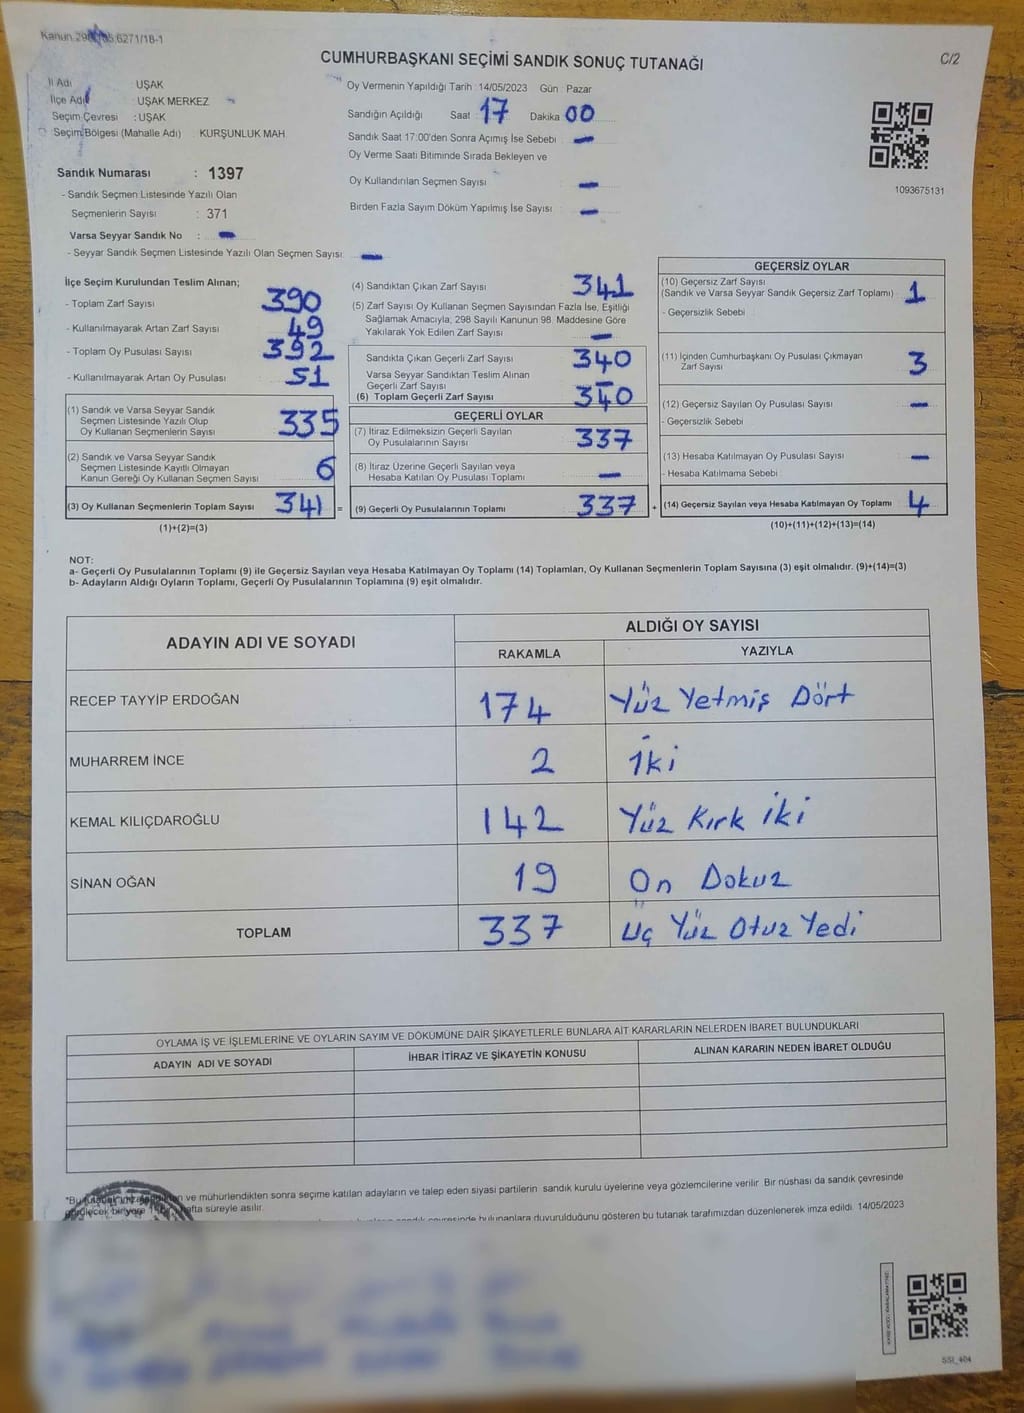 CUMHURBAŞKANI SEÇİMİ SANDIK SONUÇ TUTANAĞI
C/2
İl Adı UŞAK
İlçe Adı UŞAK MERKEZ
Seçim Çevresi : UŞAK
Seçim Bölgesi (Mahalle Adı) : KURŞUNLUK MAH.
Sandık Numarası : 1397
- Sandık Seçmen Listesinde Yazılı Olan
Seçmenlerin Sayısı : 371
Varsa Seyyar Sandık No : -
- Seyyar Sandık Seçmen Listesinde Yazılı Olan Seçmen Sayısı: -
Oy Vermenin Yapıldığı Tarih : 14/05/2023 Gün Pazar
Sandığın Açıldığı Saat : 17 Dakika 00
Sandık Saat 17:00'den Sonra Açımış İse Sebebi : -
Oy Verme Saati Bitiminde Sırada Bekleyen ve
Oy Kullandırılan Seçmen Sayısı -
Birden Fazla Sayım Döküm Yapılmış İse Sayısı -
1093675131
İlçe Seçim Kurulundan Teslim Alınan;
- Toplam Zarf Sayısı 390
- Kullanılmayarak Artan Zarf Sayısı 49
- Toplam Oy Pusulası Sayısı 392
- Kullanılmayarak Artan Oy Pusulası 51
(1) Sandık ve Varsa Seyyar Sandık
Seçmen Listesinde Yazılı Olup
Oy Kullanan Seçmenlerin Sayısı 335
(2) Sandık ve Varsa Seyyar Sandık
Seçmen Listesinde Kayıtlı Olmayan
Kanun Gereği Oy Kullanan Seçmen Sayısı 6
(3) Oy Kullanan Seçmenlerin Toplam Sayısı 341 =
(1)+(2)=(3)
(4) Sandıktan Çıkan Zarf Sayısı 341
(5) Zarf Sayısı Oy Kullanan Seçmen Sayısından Fazla İse, Eşitliği
Sağlamak Amacıyla, 298 Sayılı Kanunun 98. Maddesine Göre
Yakılarak Yok Edilen Zarf Sayısı -
Sandıkta Çıkan Geçerli Zarf Sayısı 340
Varsa Seyyar Sandıktan Teslim Alınan
Geçerli Zarf Sayısı -
(6) Toplam Geçerli Zarf Sayısı 340
GEÇERLİ OYLAR
(7) İtiraz Edilmeksizin Geçerli Sayılan
Oy Pusulalarının Sayısı 337
(8) İtiraz Üzerine Geçerli Sayılan veya
Hesaba Katılan Oy Pusulası Toplamı -
(9) Geçerli Oy Pusulalarının Toplamı 337 +
GEÇERSİZ OYLAR
(10) Geçersiz Zarf Sayısı
(Sandık ve Varsa Seyyar Sandık Geçersiz Zarf Toplamı) 1
- Geçersizlik Sebebi
(11) İçinden Cumhurbaşkanı Oy Pusulası Çıkmayan
Zarf Sayısı 3
(12) Geçersiz Sayılan Oy Pusulası Sayısı -
- Geçersizlik Sebebi
(13) Hesaba Katılmayan Oy Pusulası Sayısı -
- Hesaba Katılmama Sebebi
(14) Geçersiz Sayılan veya Hesaba Katılmayan Oy Toplamı 4
(10)+(11)+(12)+(13)=(14)
NOT:
a- Geçerli Oy Pusulalarının Toplamı (9) ile Geçersiz Sayılan veya Hesaba Katılmayan Oy Toplamı (14) Toplamları, Oy Kullanan Seçmenlerin Toplam Sayısına (3) eşit olmalıdır. (9)+(14)=(3)
b- Adayların Aldığı Oyların Toplamı, Geçerli Oy Pusulalarının Toplamına (9) eşit olmalıdır.
ADAYIN ADI VE SOYADI
ALDIĞI OY SAYISI
RAKAMLA YAZIYLA
RECEP TAYYİP ERDOĞAN 174 Yüz Yetmiş Dört
MUHARREM İNCE 2 İki
KEMAL KILIÇDAROĞLU 142 Yüz Kırk İki
SİNAN OĞAN 19 On Dokuz
TOPLAM 337 Üç Yüz Otuz Yedi
OYLAMA İŞ VE İŞLEMLERİNE VE OYLARIN SAYIM VE DÖKÜMÜNE DAİR ŞİKAYETLERLE BUNLARA AİT KARARLARIN NELERDEN İBARET BULUNDUKLARI
ADAYIN ADI VE SOYADI İHBAR İTİRAZ VE ŞİKAYETİN KONUSU ALINAN KARARIN NEDEN İBARET OLDUĞU
ve mühürlendikten sonra seçime katılan adayların ve talep eden siyasi partilerin sandık kurulu üyelerine veya gözlemcilerine verilir. Bir nüshası da sandık çevresinde
hafta süreyle asılır.
bulunanlara duyurulduğunu gösteren bu tutanak tarafımızdan düzenlenerek imza edildi. 14/05/2023